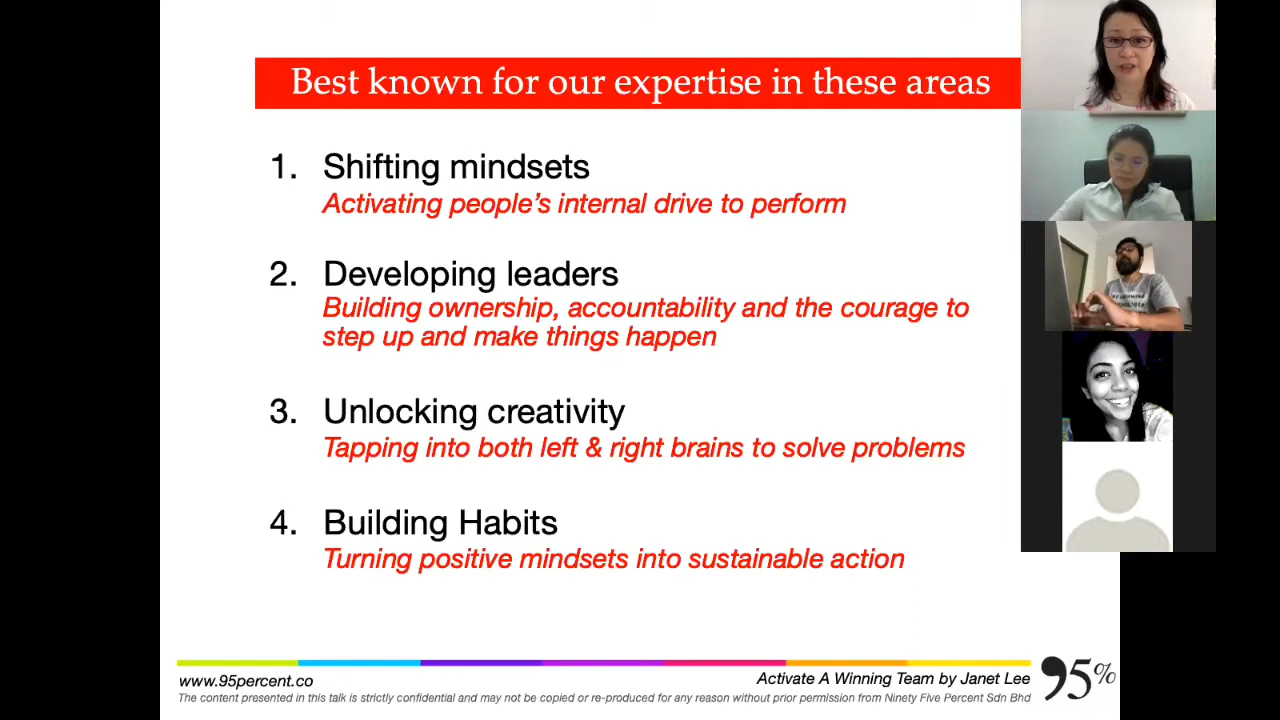 Best known for our expertise in these areas
1. Shifting mindsets
Activating people's internal drive to perform
2. Developing leaders
Building ownership, accountability and the courage to
step up and make things happen
3. Unlocking creativity
Tapping into both left & right brains to solve problems
4. Building Habits
Turning positive mindsets into sustainable action
www.95percent.co
Activate A Winning Team by Janet Lee
The content presented in this talk is strictly confidential and may not be copied or re-produced for any reason without prior permission from Ninety Five Percent Sdn Bhd
95%